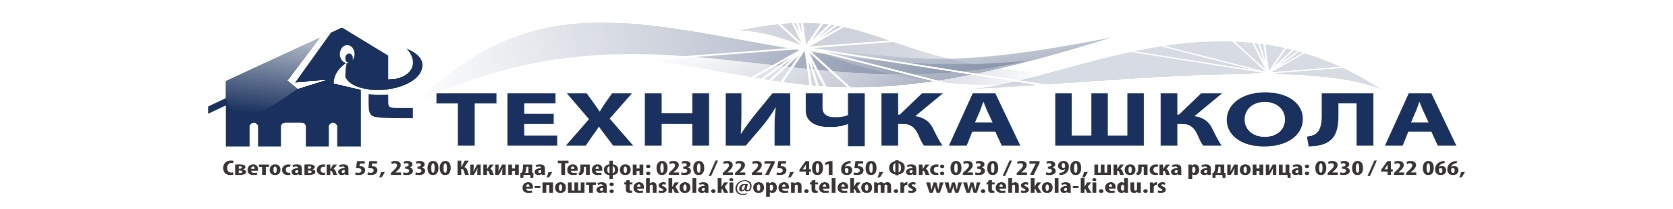 ТЕХНИЧКА ШКОЛА
Светосавска 55, 23300 Кикинда, Телефон: 0230 / 22 275, 401 650, Факс: 0230 / 27 390, школска радионица: 0230 / 422 066,
е-пошта: tehskola.ki@open.telekom.rs www.tehskola-ki.edu.rs